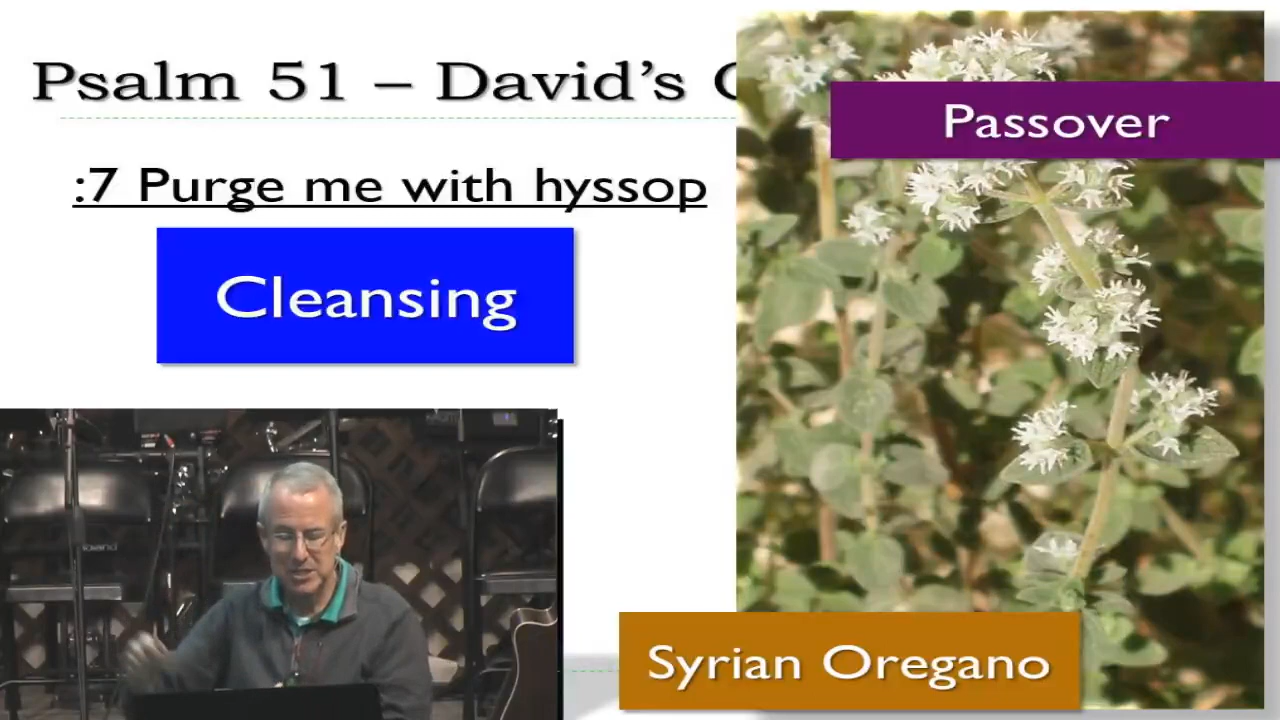 Psalm 51 – David's
Passover
:7 Purge me with hyssop
Cleansing
Syrian Oregano